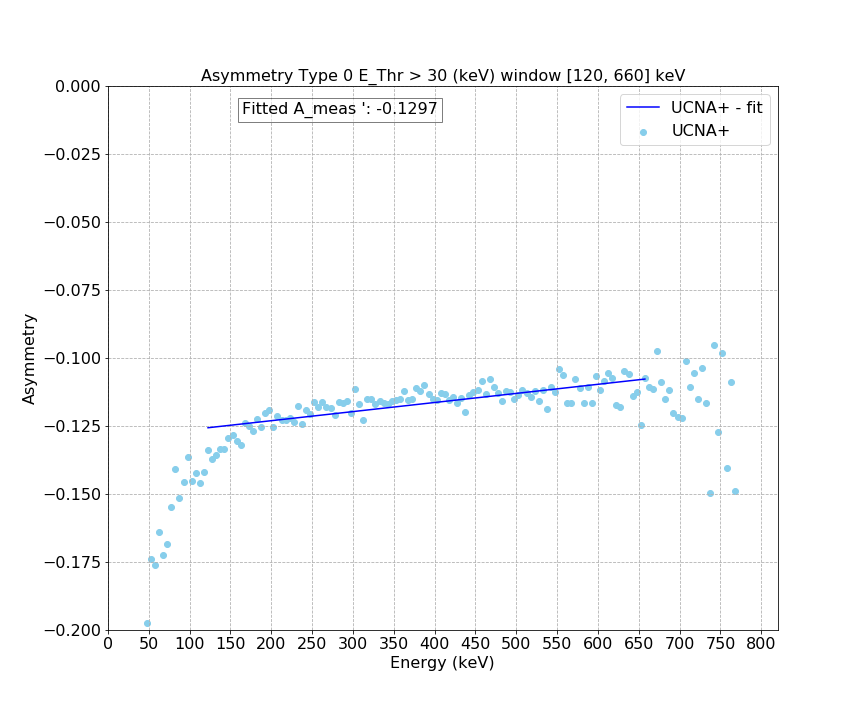 Asymmetry Type 0 E_Thr > 30 (keV) window [120, 660] keV
Fitted A_meas ': -0.1297
UCNA+ - fit
UCNA+
0.000
−0.025
−0.050
−0.075
−0.100
−0.125
−0.150
−0.175
−0.200
Asymmetry
0 50 100 150 200 250 300 350 400 450 500 550 600 650 700 750 800
Energy (keV)